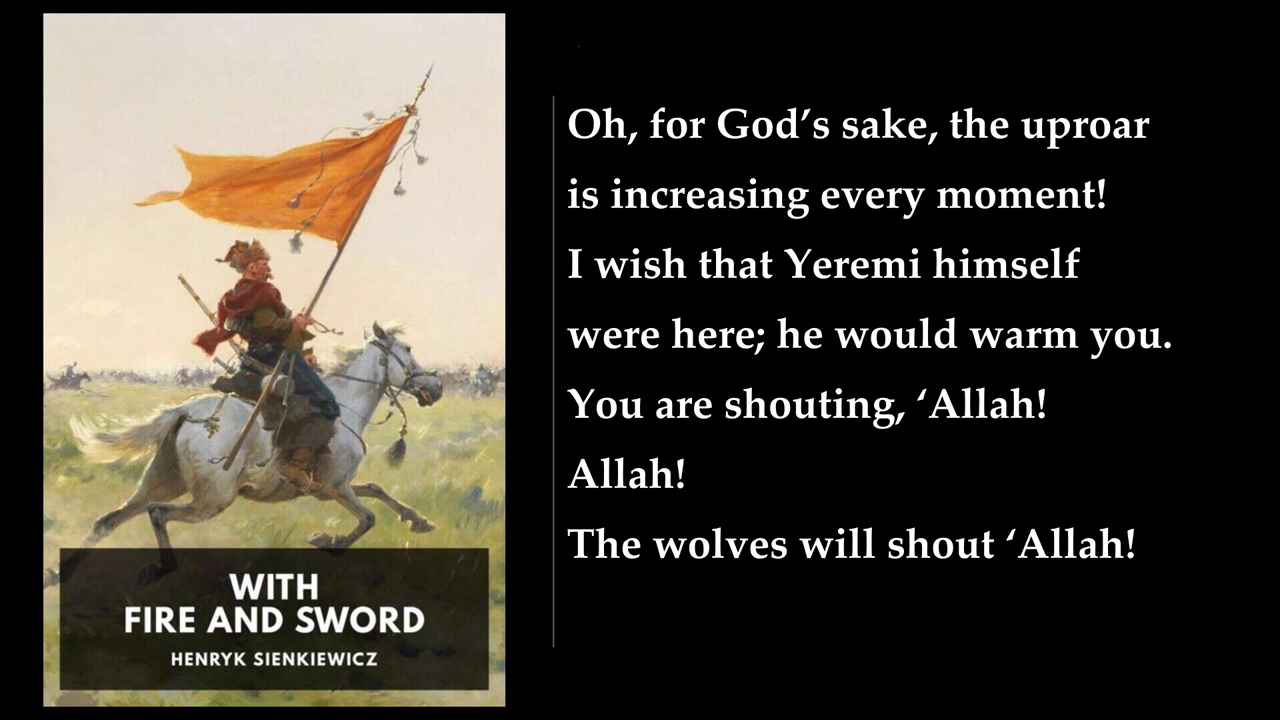 WITH
FIRE AND SWORD
HENRYK SIENKIEWICZ
Oh, for God’s sake, the uproar
is increasing every moment!
I wish that Yeremi himself
were here; he would warm you.
You are shouting, ‘Allah!
Allah!
The wolves will shout ‘Allah!